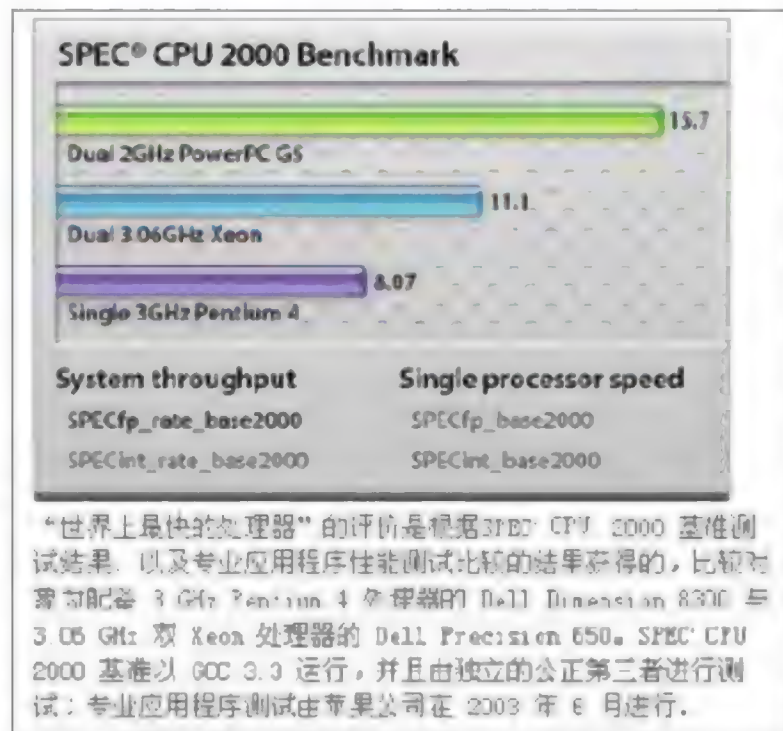 SPEC® CPU 2000 Benchmark
15.7
Dual 2GHz PowerPC G5
11.1
Dual 3.06GHz Xeon
8.07
Single 3GHz Pentium 4
System throughput
Single processor speed
SPECfp_rate_base2000
SPECfp_base2000
SPECint_rate_base2000
SPECint_base2000
“世界上最快的处理器”的评价是根据SPEC CPU 2000 基准测
试结果，以及专业应用程序性能测试比较的结果获得的，比较对
象为配备 3 GHz Pentium 4 处理器的 Dell Dimension 8300 与
3.06 GHz 双 Xeon 处理器的 Dell Precision 650。SPEC CPU
2000 基准以 GCC 3.3 运行，并且由独立的公正第三者进行测
试；专业应用程序测试由苹果公司在 2003 年 6 月进行.